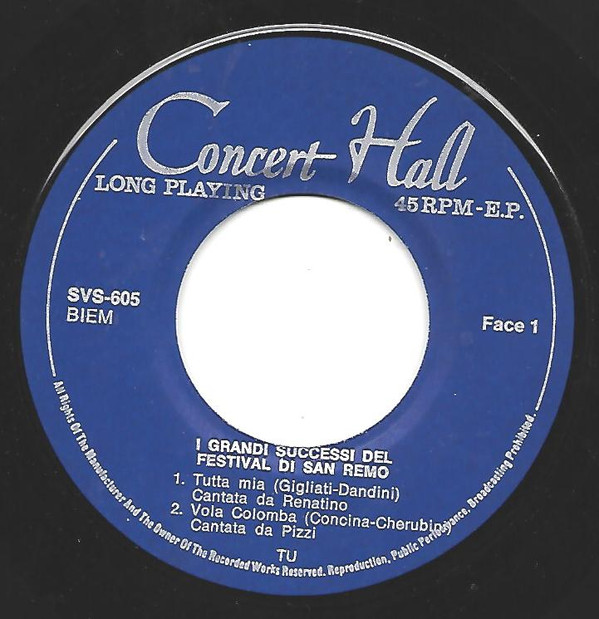 Concert Hall
LONG PLAYING
45 RPM - E.P.
SVS-605
BIEM
Face 1
I GRANDI SUCCESSI DEL
FESTIVAL DI SAN REMO
1. Tutta mia (Gigliati-Dandini)
Cantata da Renatino
2. Vola Colomba (Concina-Cherubin
Cantata da Pizzi
TU
All Rights Of The Manufacturer And The Owner Of The Recorded Works Reserved. Reproduction, Public Performance, Broadcasting Prohibited.